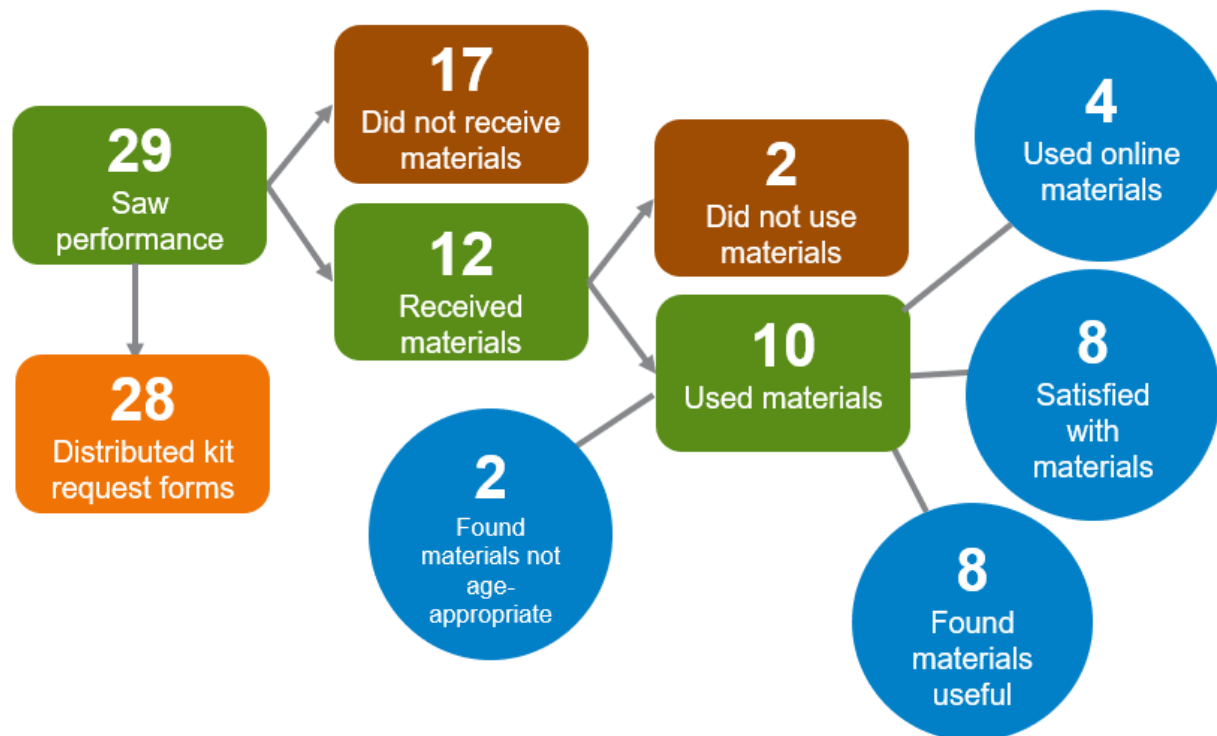 29
Saw
performance
28
Distributed kit
request forms
17
Did not receive
materials
12
Received
materials
2
Did not use
materials
10
Used materials
2
Found
materials not
age-
appropriate
4
Used online
materials
8
Satisfied
with
materials
8
Found
materials
useful